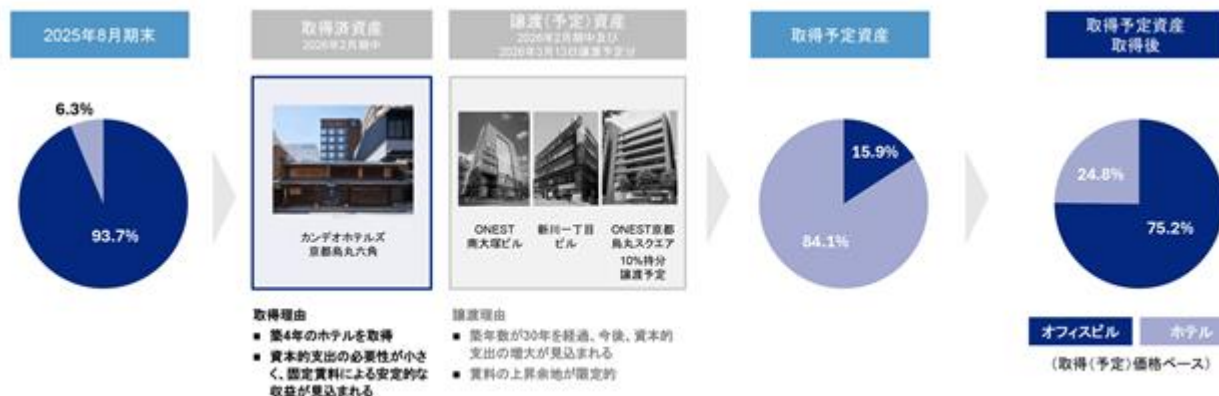 2025年8月期末
取得済資産
2026年2月期中
譲渡(予定)資産
2026年2月期中及び
2026年3月13日譲渡予定分
取得予定資産
取得予定資産
取得後
6.3%
93.7%
カンデオホテルズ
京都烏丸六角
ONEST
南大塚ビル
新川一丁目
ビル
ONEST京都
烏丸スクエア
10%持分
譲渡予定
15.9%
84.1%
24.8%
75.2%
取得理由
■ 築4年のホテルを取得
■ 資本的支出の必要性が小さ
く、固定賃料による安定的な
収益が見込まれる
譲渡理由
■ 築年数が30年を経過、今後、資本的
支出の増大が見込まれる
■ 賃料の上昇余地が限定的
オフィスビル
ホテル
(取得(予定)価格ベース)